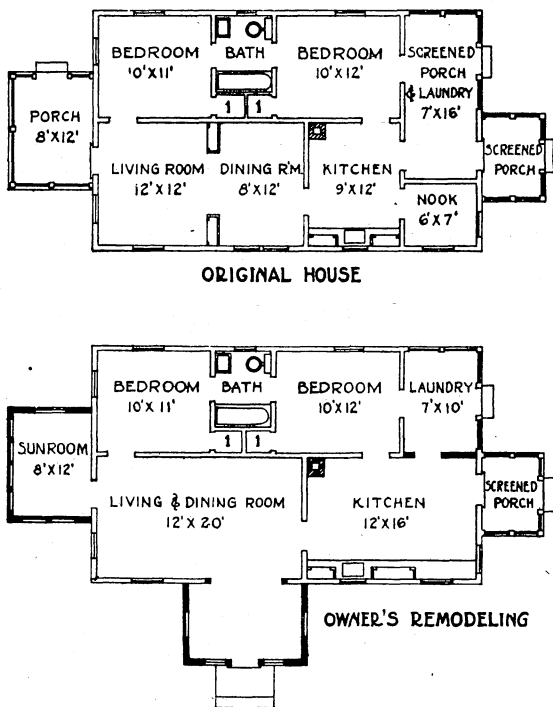 BEDROOM
10'X11'
BATH
BEDROOM
10'X12'
SCREENED
PORCH
& LAUNDRY
7'X16'
PORCH
8'X12'
1 1
LIVING ROOM
12'X12'
DINING R'M.
8'X12'
KITCHEN
9'X12'
SCREENED
PORCH
NOOK
6'X7'
ORIGINAL HOUSE
BEDROOM
10'X11'
BATH
BEDROOM
10'X12'
LAUNDRY
7'X10'
SUNROOM
8'X12'
1 1
LIVING & DINING ROOM
12'X20'
KITCHEN
12'X16'
SCREENED
PORCH
OWNER'S REMODELING